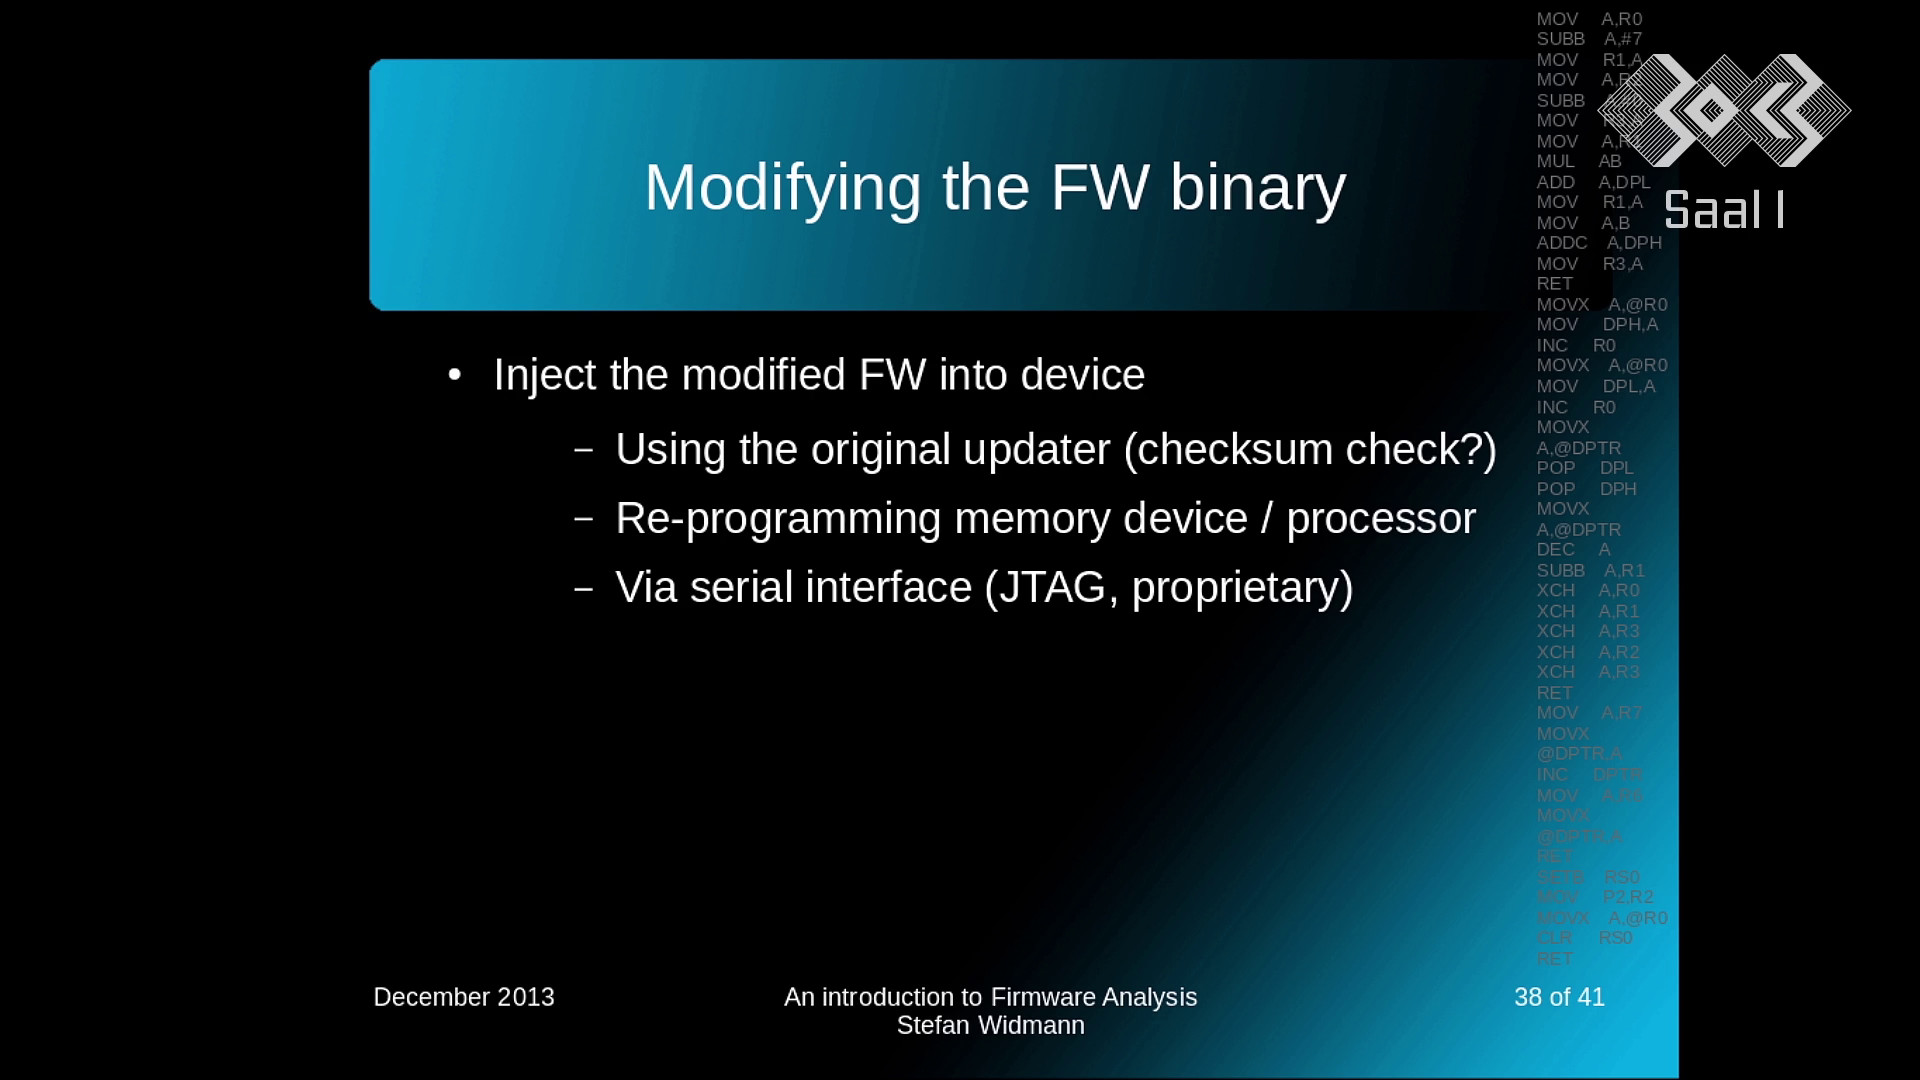 Modifying the FW binary
• Inject the modified FW into device
– Using the original updater (checksum check?)
– Re-programming memory device / processor
– Via serial interface (JTAG, proprietary)
December 2013
An introduction to Firmware Analysis
Stefan Widmann
38 of 41
Saal 1
MOV A,R0
SUBB A,#7
MOV R1,A
MOV
SUBB
MOV
MOV
MUL AB
ADD A,DPL
MOV R1,A
MOV A,B
ADDC A,DPH
MOV R3,A
RET
MOVX A,@R0
MOV DPH,A
INC R0
MOVX A,@R0
MOV DPL,A
INC R0
MOVX
A,@DPTR
POP DPL
POP DPH
MOVX
A,@DPTR
DEC A
SUBB A,R1
XCH A,R0
XCH A,R1
XCH A,R3
XCH A,R2
XCH A,R3
RET
MOV A,R7
MOVX
@DPTR,A
INC DPTR
MOV
MOVX
@DPTR,A
RET
SETB RS0
MOV P2,R2
MOVX A,@R0
CLR RS0
RET